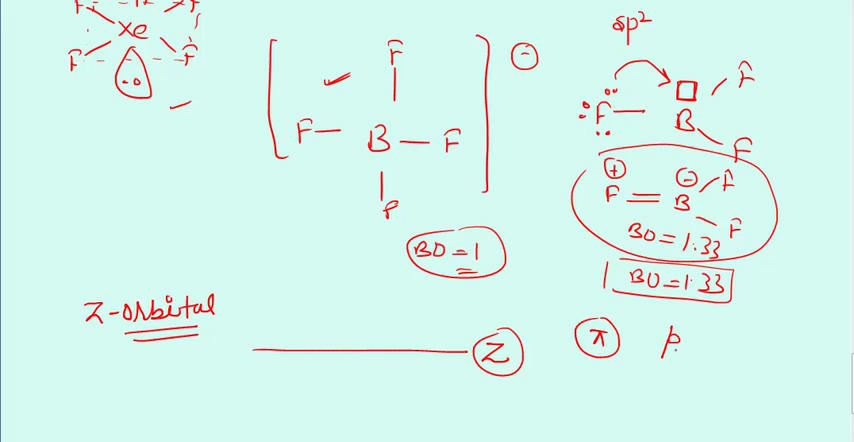 F F
Xe
F F
sp²
F
F — B — F
F
⊖
F — B F
F
⊕ ⊖
F = B F
F
BO = 1.33
BO = 1
BO = 1.33
Z-orbital
Z
π
p